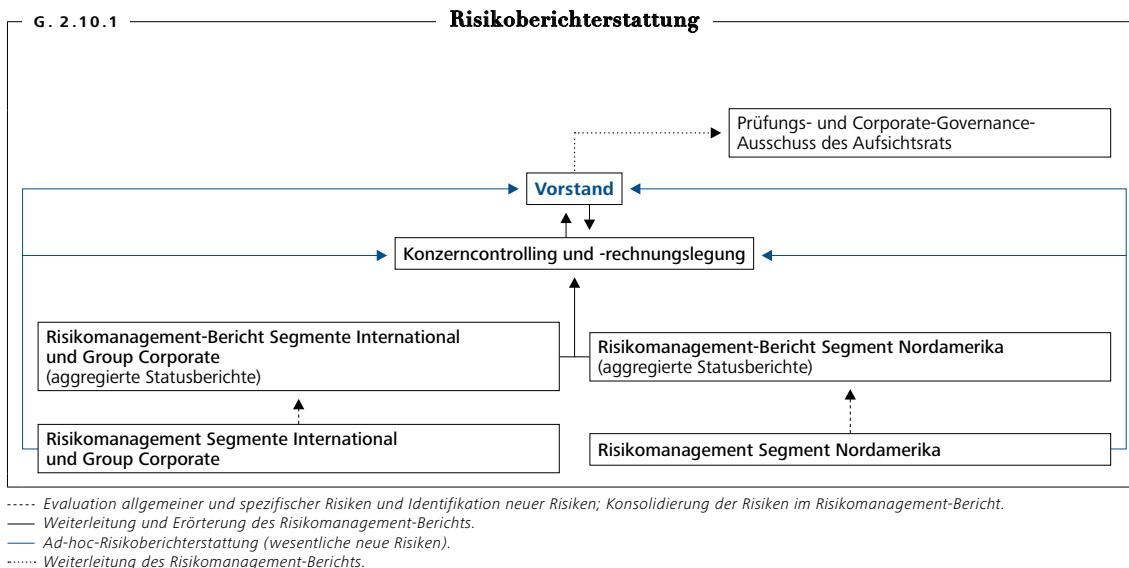 G. 2.10.1
Risikoberichterstattung
Prüfungs- und Corporate-Governance-
Ausschuss des Aufsichtsrats
Vorstand
Konzerncontrolling und -rechnungslegung
Risikomanagement-Bericht Segmente International
und Group Corporate
(aggregierte Statusberichte)
Risikomanagement-Bericht Segment Nordamerika
(aggregierte Statusberichte)
Risikomanagement Segmente International
und Group Corporate
Risikomanagement Segment Nordamerika
Evaluation allgemeiner und spezifischer Risiken und Identifikation neuer Risiken; Konsolidierung der Risiken im Risikomanagement-Bericht.
Weiterleitung und Erörterung des Risikomanagement-Berichts.
Ad-hoc-Risikoberichterstattung (wesentliche neue Risiken).
Weiterleitung des Risikomanagement-Berichts.